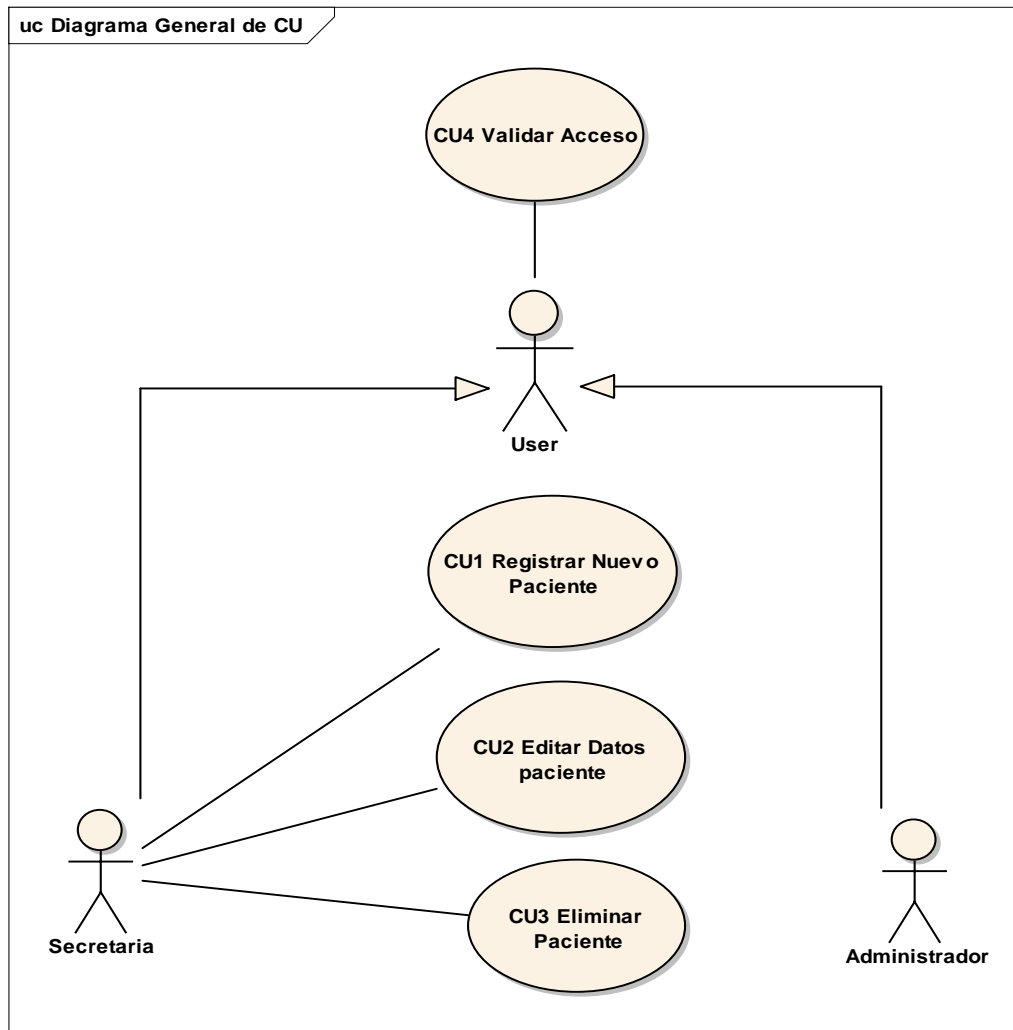 uc Diagrama General de CU
CU4 Validar Acceso
User
CU1 Registrar Nuevo
Paciente
CU2 Editar Datos
paciente
CU3 Eliminar
Paciente
Secretaria
Administrador